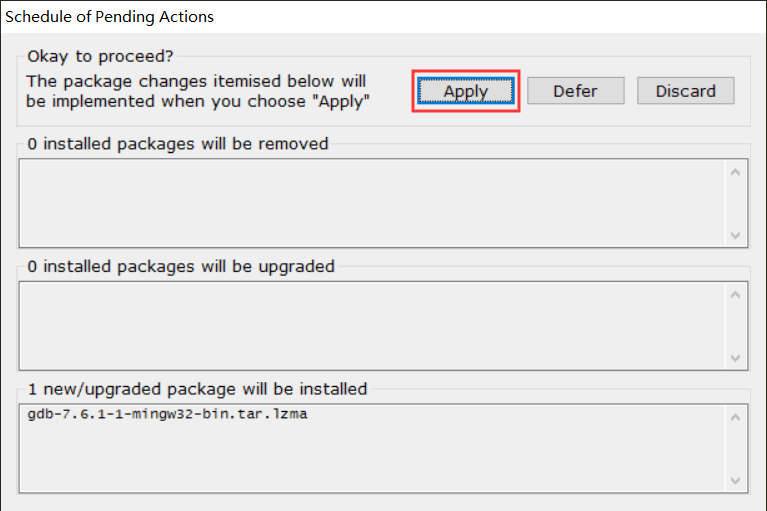 Schedule of Pending Actions
Okay to proceed?
The package changes itemised below will
be implemented when you choose "Apply"
Apply
Defer
Discard
0 installed packages will be removed
0 installed packages will be upgraded
1 new/upgraded package will be installed
gdb-7.6.1-1-mingw32-bin.tar.lzma